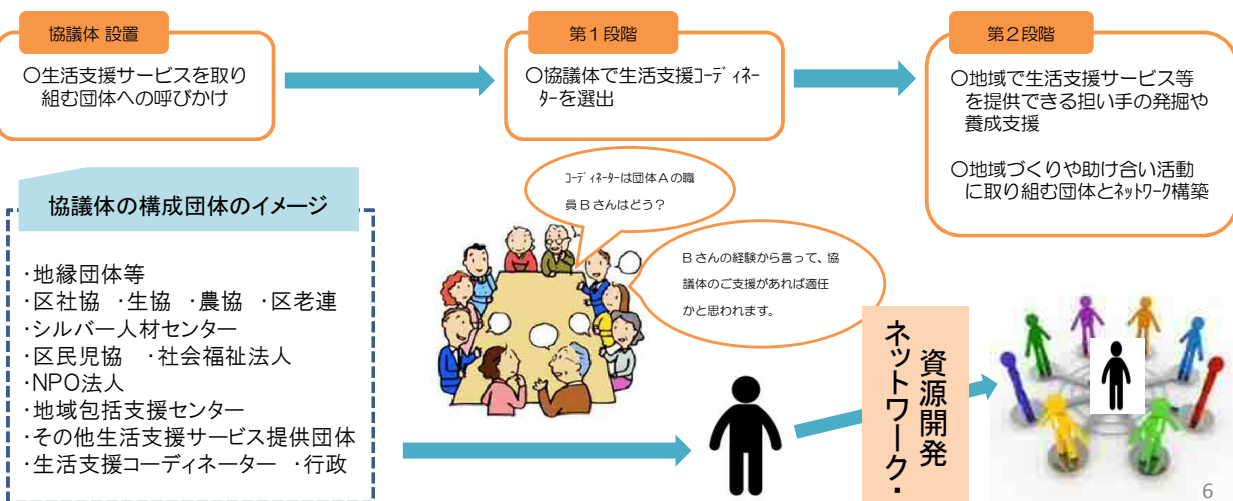 協議体 設置
○生活支援サービスを取り
組む団体への呼びかけ
第1段階
○協議体で生活支援ｺｰﾃﾞｨﾈｰ
ﾀｰを選出
第2段階
○地域で生活支援サービス等
を提供できる担い手の発掘や
養成支援
○地域づくりや助け合い活動
に取り組む団体とﾈｯﾄﾜｰｸ構築
協議体の構成団体のイメージ
・地縁団体等
・区社協 ・生協 ・農協 ・区老連
・シルバー人材センター
・区民児協 ・社会福祉法人
・NPO法人
・地域包括支援センター
・その他生活支援サービス提供団体
・生活支援コーディネーター ・行政
ｺｰﾃﾞｨﾈｰﾀｰは団体Aの職
員Bさんはどう？
Bさんの経験から言って、協
議体のご支援があれば適任
かと思われます。
資源開発
ネットワーク・
6